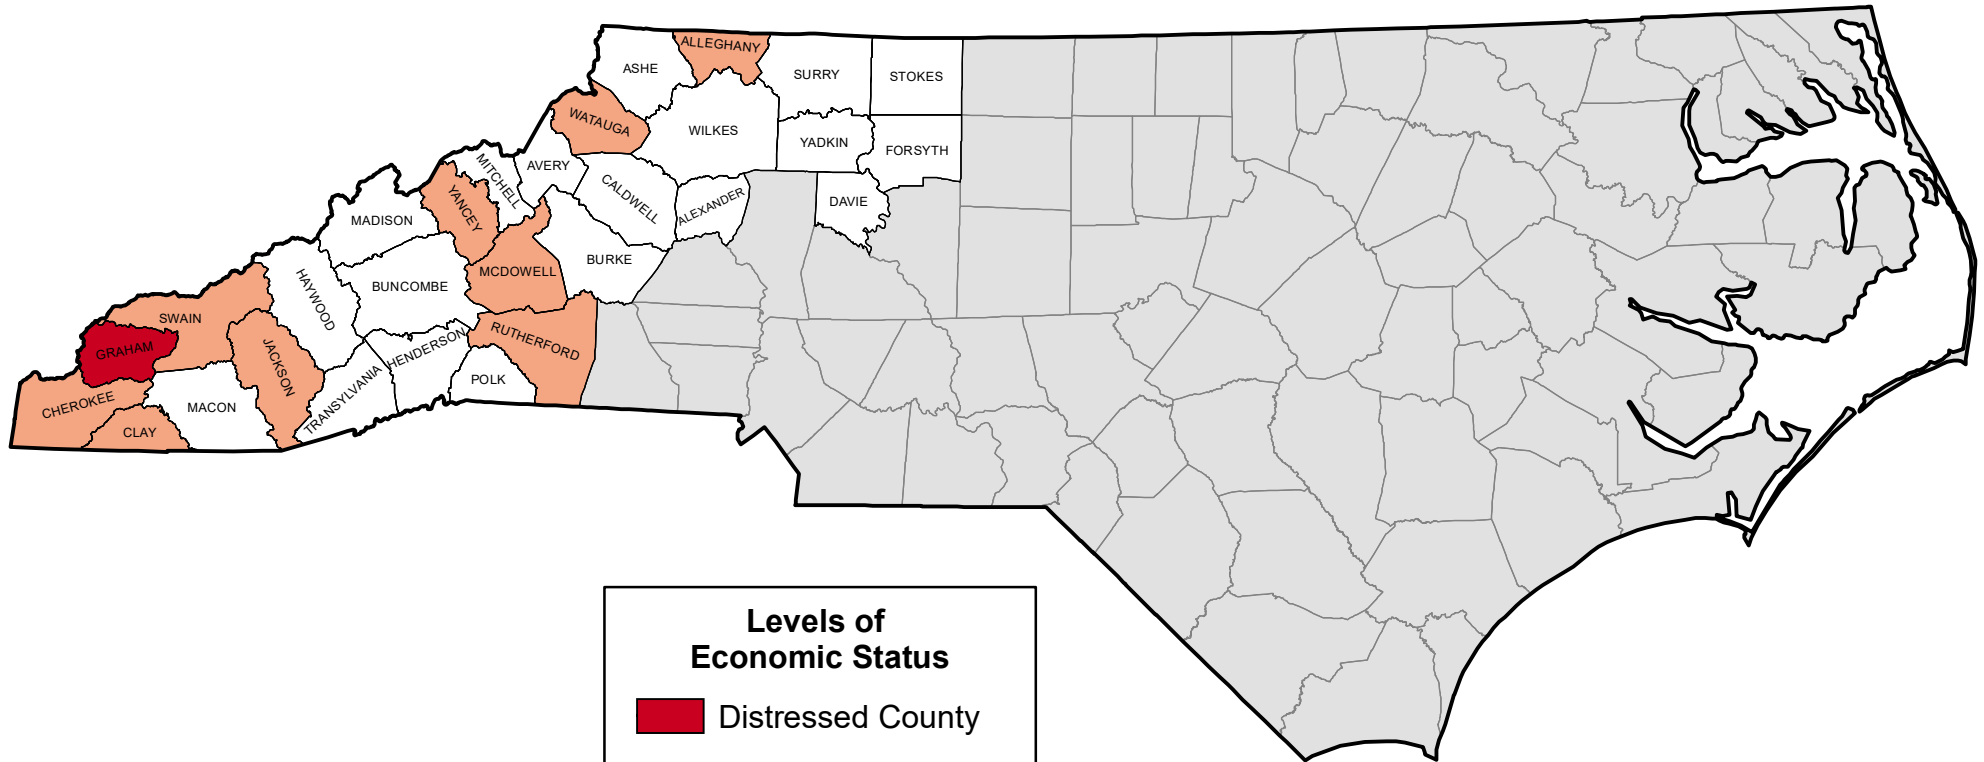 ALLEGHANY
ASHE
SURRY
STOKES
WATAUGA
WILKES
YADKIN
FORSYTH
MITCHELL
AVERY
CALDWELL
ALEXANDER
DAVIE
YANCEY
MADISON
BURKE
MCDOWELL
BUNCOMBE
HAYWOOD
SWAIN
GRAHAM
JACKSON
HENDERSON
RUTHERFORD
POLK
TRANSYLVANIA
MACON
CHEROKEE
CLAY
Levels of
Economic Status
Distressed County